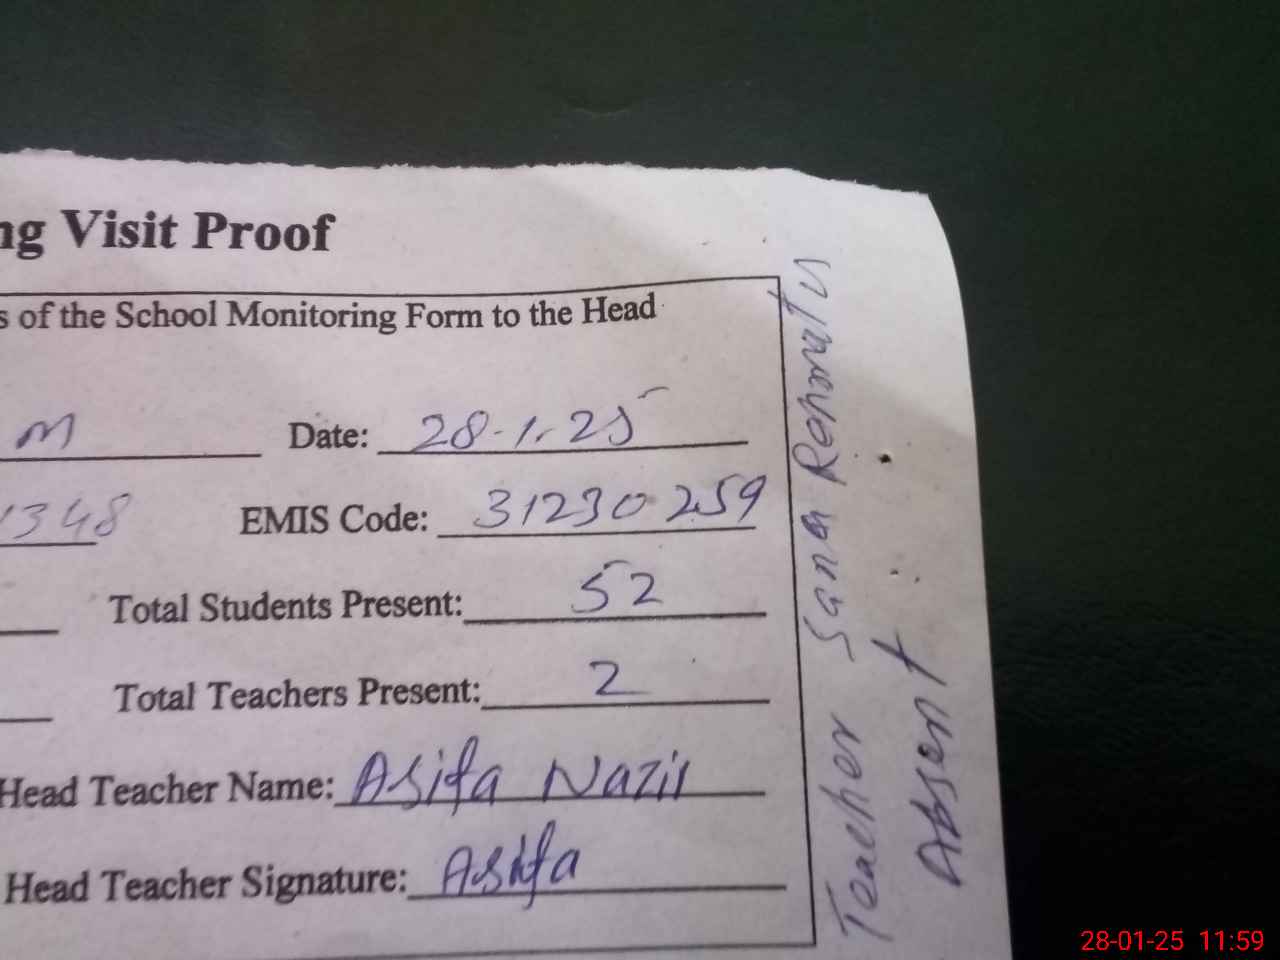 ng Visit Proof
s of the School Monitoring Form to the Head
m Date: 28-1-25
1348 EMIS Code: 31230259
Total Students Present: 52
Total Teachers Present: 2
Head Teacher Name: Asifa Nazir
Head Teacher Signature: Asifa
Teacher Sana
Absent
28-01-25 11:59